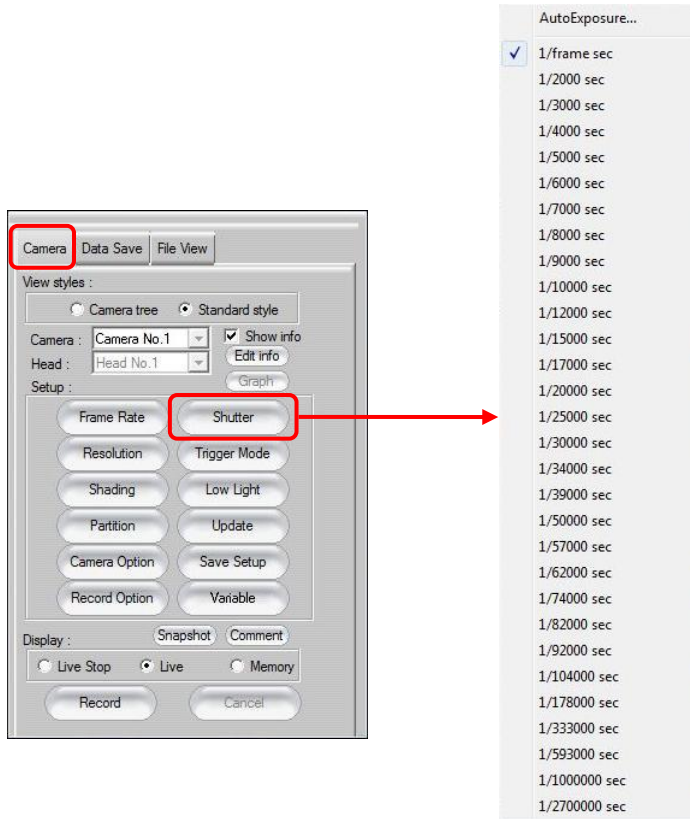 Camera Data Save File View
View styles :
Camera tree Standard style
Camera : Camera No.1 Show info
Head : Head No.1 Edit info
Setup : Graph
Frame Rate Shutter
Resolution Trigger Mode
Shading Low Light
Partition Update
Camera Option Save Setup
Record Option Variable
Display : Snapshot Comment
Live Stop Live Memory
Record Cancel
AutoExposure...
1/frame sec
1/2000 sec
1/3000 sec
1/4000 sec
1/5000 sec
1/6000 sec
1/7000 sec
1/8000 sec
1/9000 sec
1/10000 sec
1/12000 sec
1/15000 sec
1/17000 sec
1/20000 sec
1/25000 sec
1/30000 sec
1/34000 sec
1/39000 sec
1/50000 sec
1/57000 sec
1/62000 sec
1/74000 sec
1/82000 sec
1/92000 sec
1/104000 sec
1/178000 sec
1/333000 sec
1/593000 sec
1/1000000 sec
1/2700000 sec